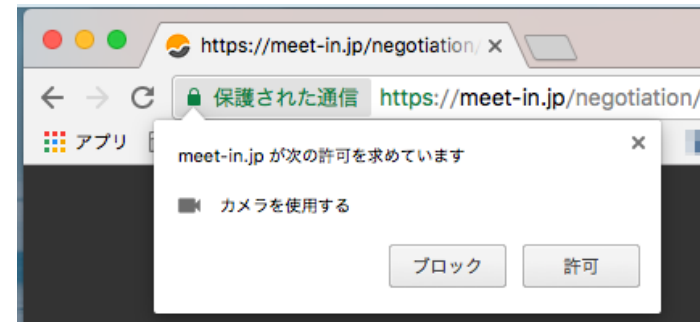 https://meet-in.jp/negotiation/
保護された通信 https://meet-in.jp/negotiation/
アプリ
meet-in.jp が次の許可を求めています
カメラを使用する
ブロック 許可